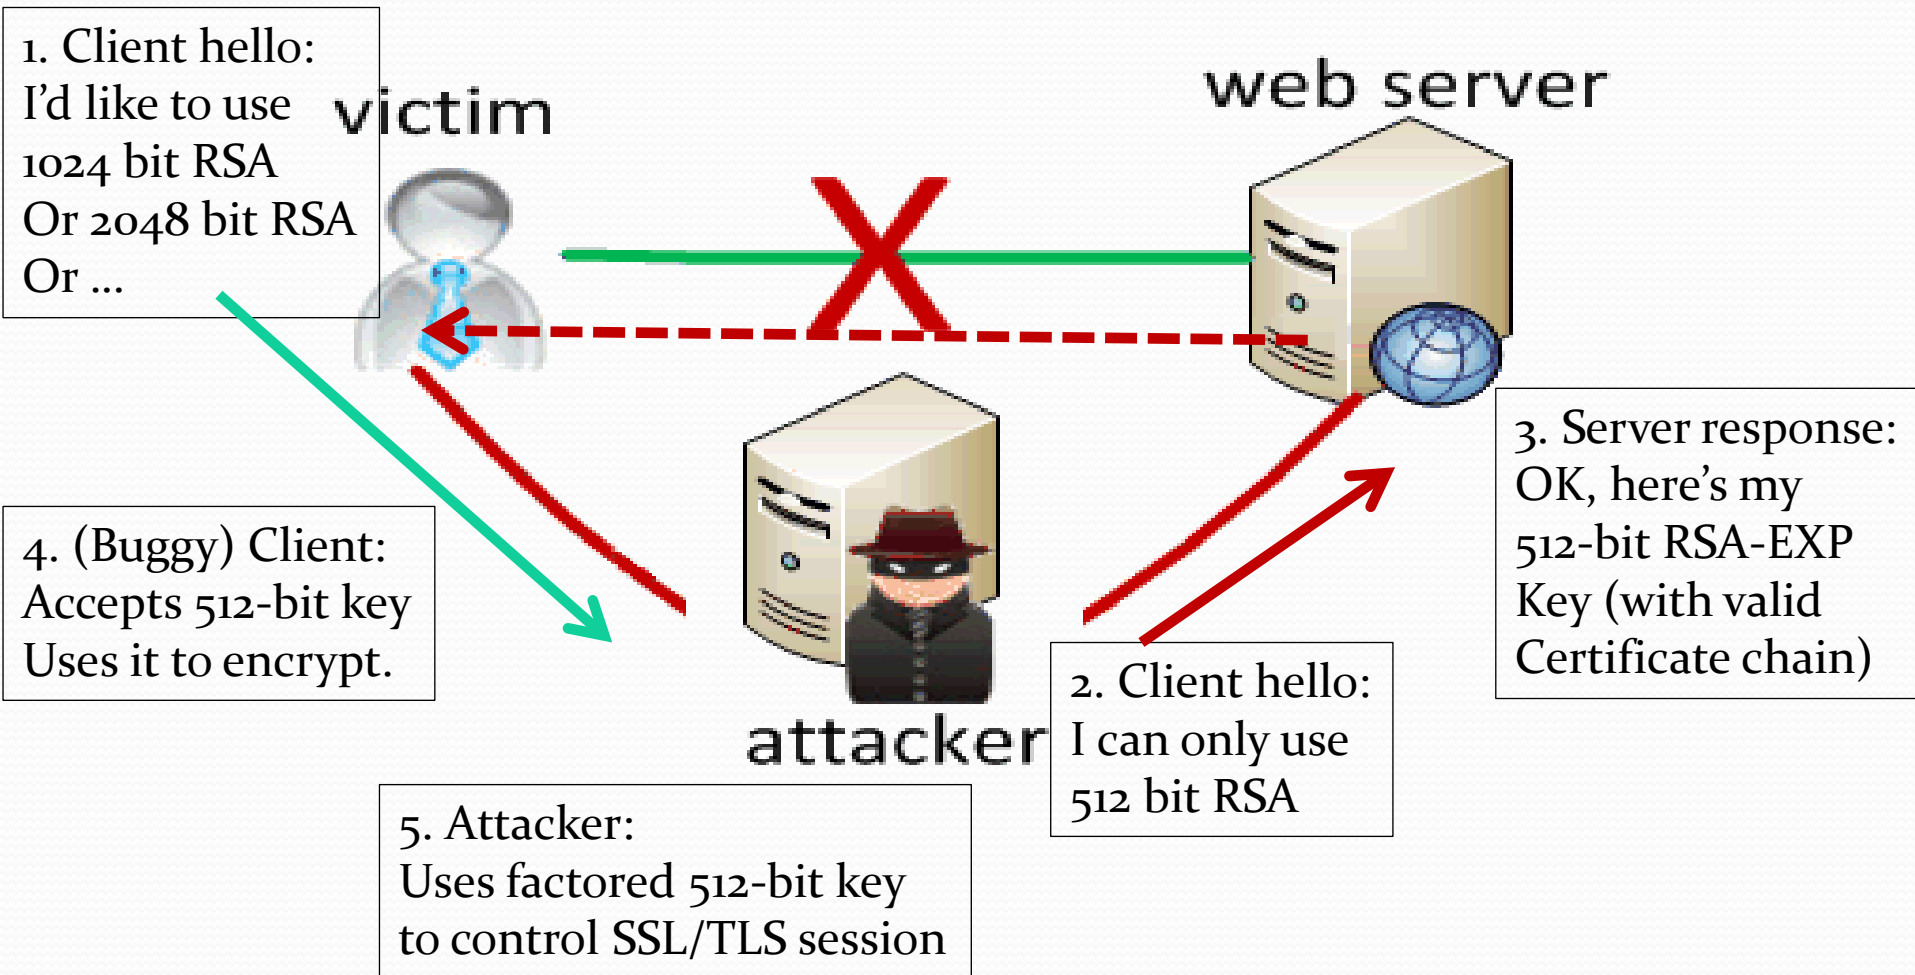 1. Client hello:
I'd like to use
1024 bit RSA
Or 2048 bit RSA
Or ...
victim
web server
3. Server response:
OK, here's my
512-bit RSA-EXP
Key (with valid
Certificate chain)
4. (Buggy) Client:
Accepts 512-bit key
Uses it to encrypt.
attacker
2. Client hello:
I can only use
512 bit RSA
5. Attacker:
Uses factored 512-bit key
to control SSL/TLS session